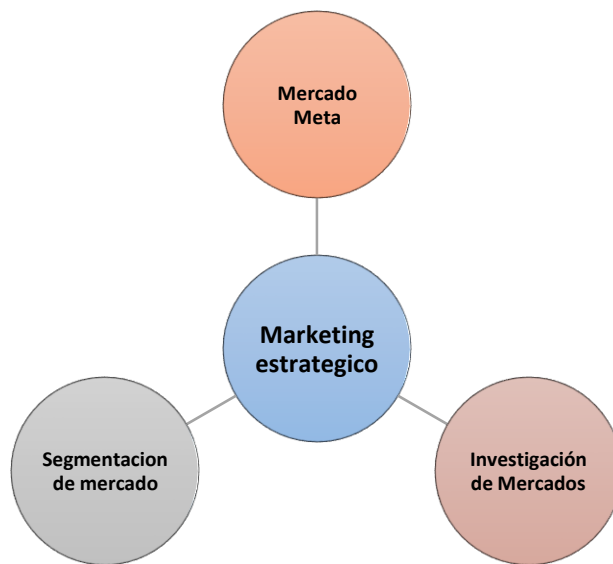 Mercado
Meta
Marketing
estrategico
Segmentacion
de mercado
Investigación
de Mercados